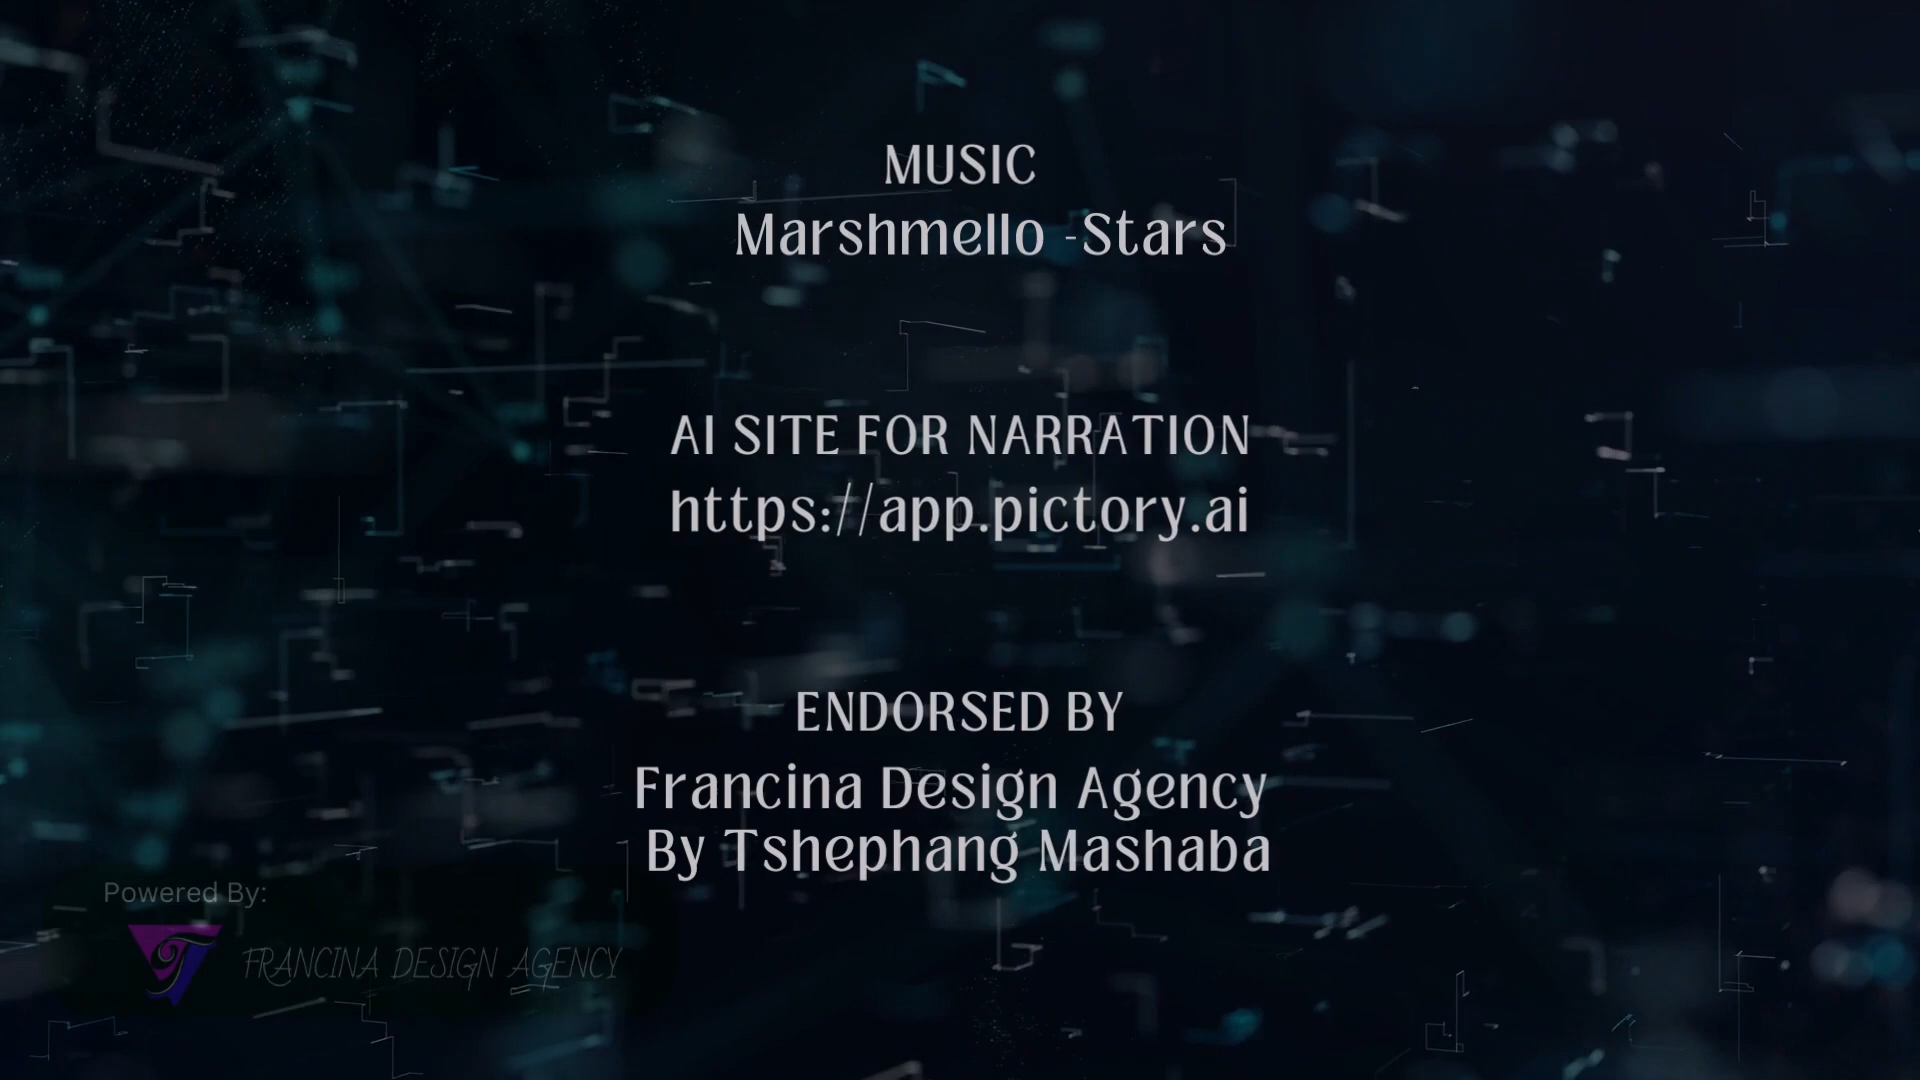 MUSIC
Marshmello -Stars
AI SITE FOR NARRATION
https://app.pictory.ai
ENDORSED BY
Francina Design Agency
By Tshephang Mashaba
Powered By:
FRANCINA DESIGN AGENCY